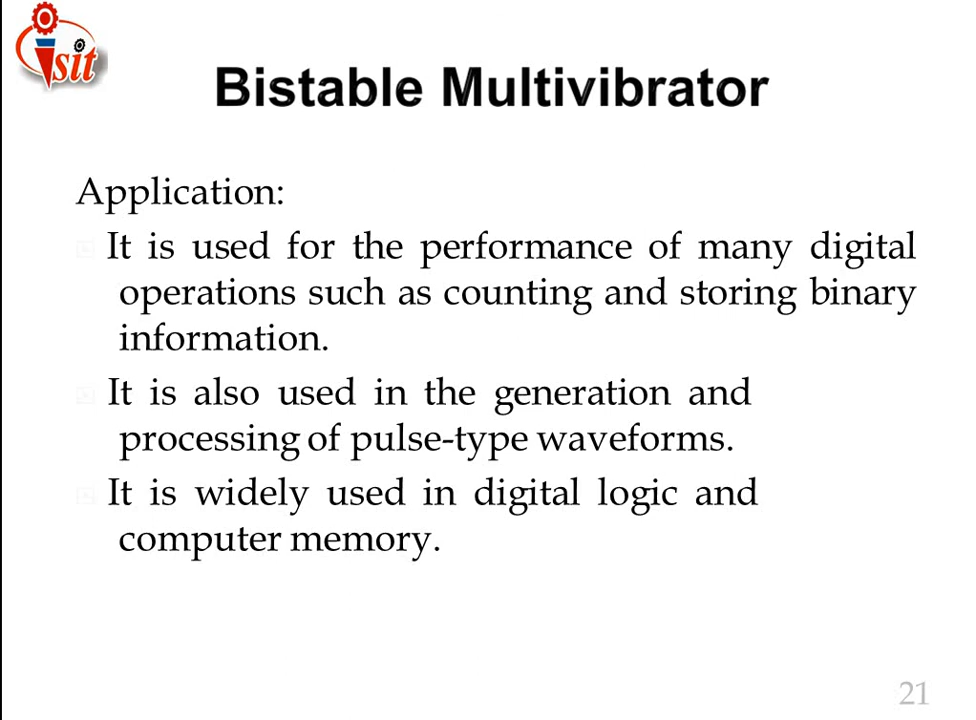 isit
Bistable Multivibrator
Application:
It is used for the performance of many digital
operations such as counting and storing binary
information.
It is also used in the generation and
processing of pulse-type waveforms.
It is widely used in digital logic and
computer memory.
21